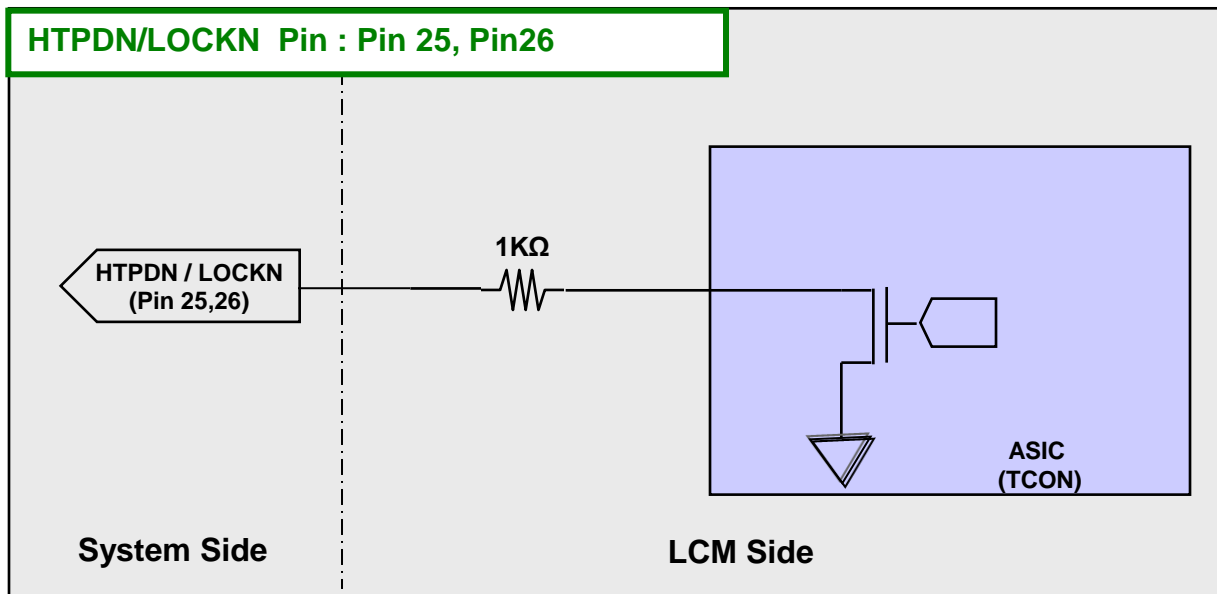 HTPDN/LOCKN Pin : Pin 25, Pin26
1KΩ
HTPDN / LOCKN
(Pin 25,26)
ASIC
(TCON)
System Side
LCM Side